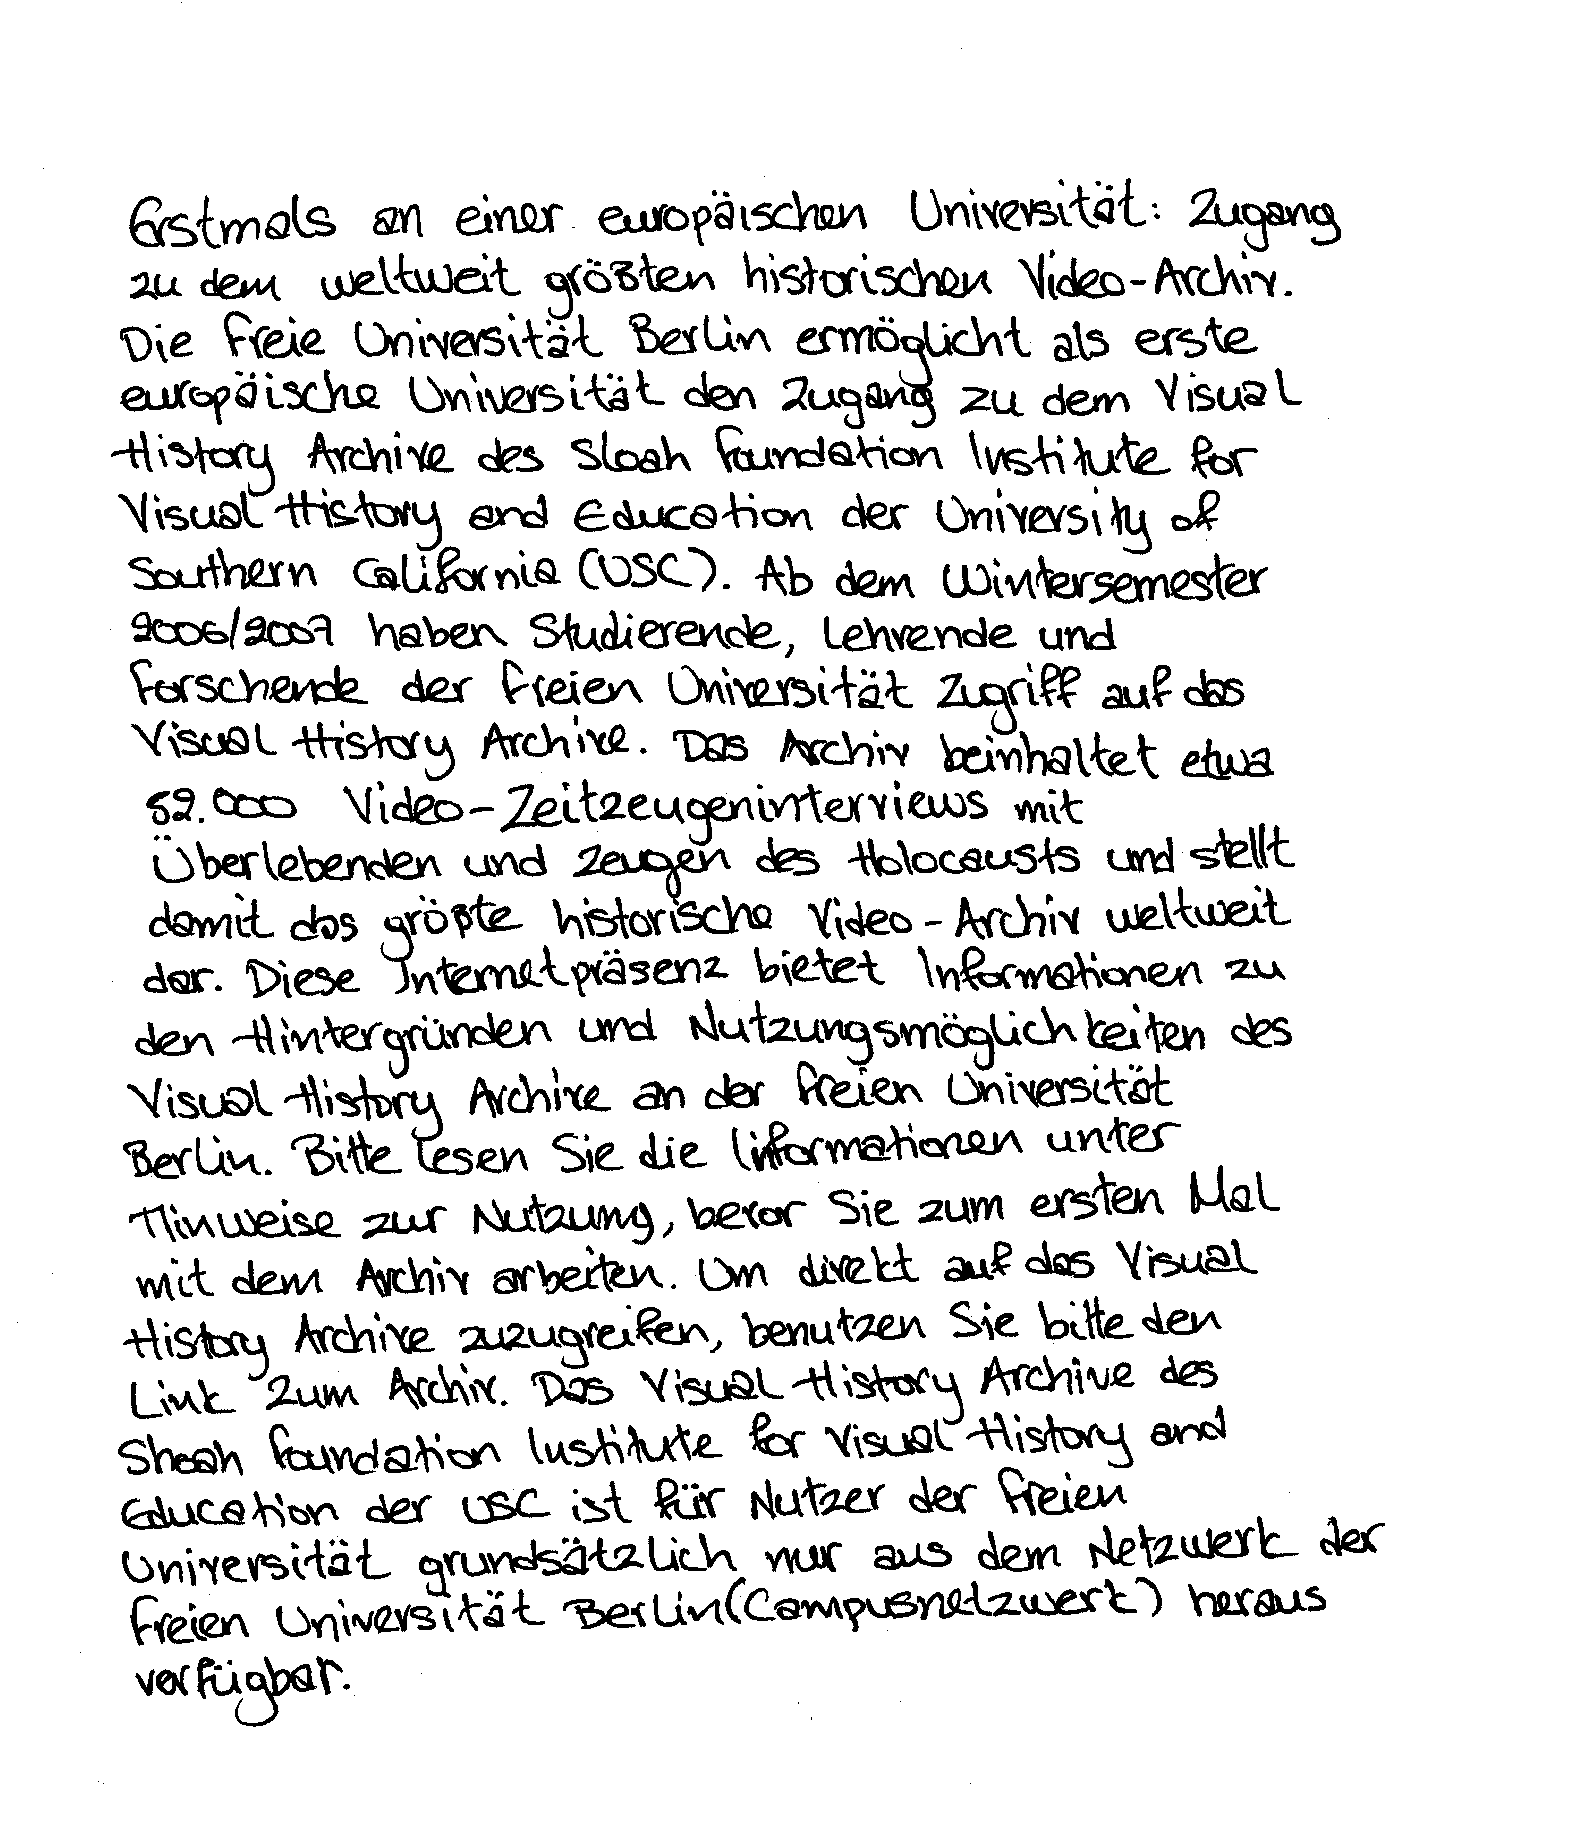 Erstmals an einer europäischen Universität: Zugang
zu dem weltweit größten historischen Video-Archiv.
Die Freie Universität Berlin ermöglicht als erste
europäische Universität den Zugang zu dem Visual
History Archive des Sloah Foundation Institute for
Visual History and Education der University of
Southern California (USC). Ab dem Wintersemester
2006/2007 haben Studierende, Lehrende und
Forschende der Freien Universität Zugriff auf das
Visual History Archive. Das Archiv beinhaltet etwa
52.000 Video-Zeitzeugeninterviews mit
Überlebenden und Zeugen des Holocausts und stellt
damit das größte historische Video-Archiv weltweit
dar. Diese Internetpräsenz bietet Informationen zu
den Hintergründen und Nutzungsmöglichkeiten des
Visual History Archive an der Freien Universität
Berlin. Bitte lesen Sie die Informationen unter
Hinweise zur Nutzung, bevor Sie zum ersten Mal
mit dem Archiv arbeiten. Um direkt auf das Visual
History Archive zuzugreifen, benutzen Sie bitte den
Link zum Archiv. Das Visual History Archive des
Shoah Foundation Institute for Visual History and
Education der USC ist für Nutzer der Freien
Universität grundsätzlich nur aus dem Netzwerk der
Freien Universität Berlin (Campusnetzwerk) heraus
verfügbar.